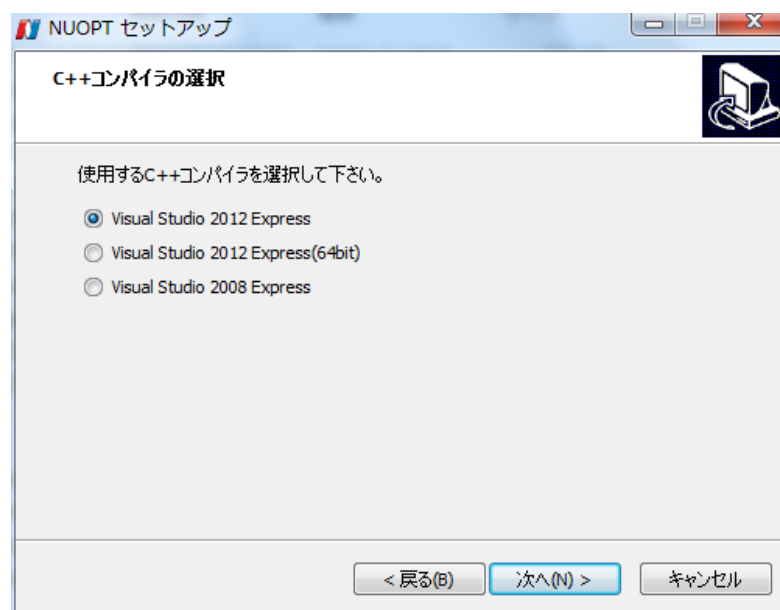 NUOPT セットアップ
C++コンパイラの選択
使用するC++コンパイラを選択して下さい。
Visual Studio 2012 Express
Visual Studio 2012 Express(64bit)
Visual Studio 2008 Express
< 戻る(B)
次へ(N) >
キャンセル